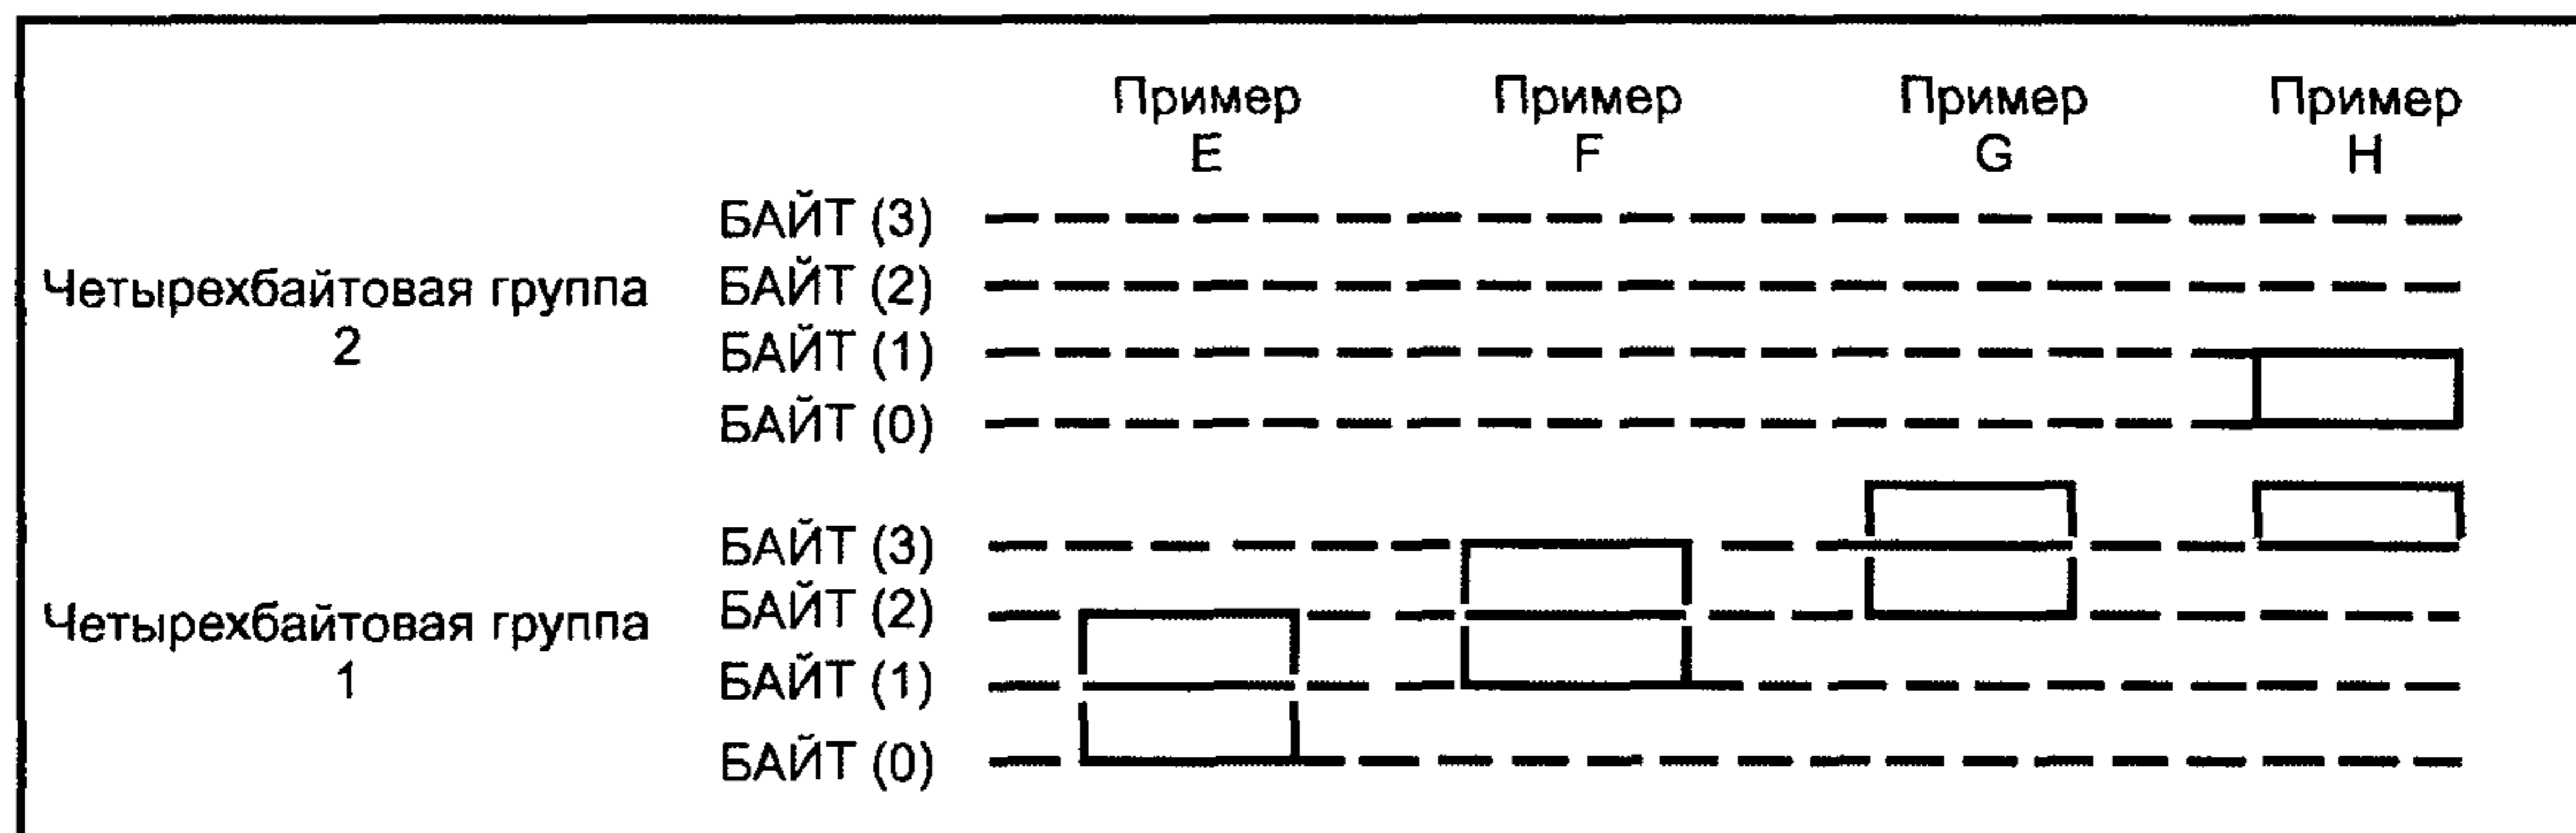 Пример Пример Пример Пример
E F G H
БАЙТ (3)
Четырехбайтовая группа БАЙТ (2)
2 БАЙТ (1)
БАЙТ (0)
БАЙТ (3)
Четырехбайтовая группа БАЙТ (2)
1 БАЙТ (1)
БАЙТ (0)